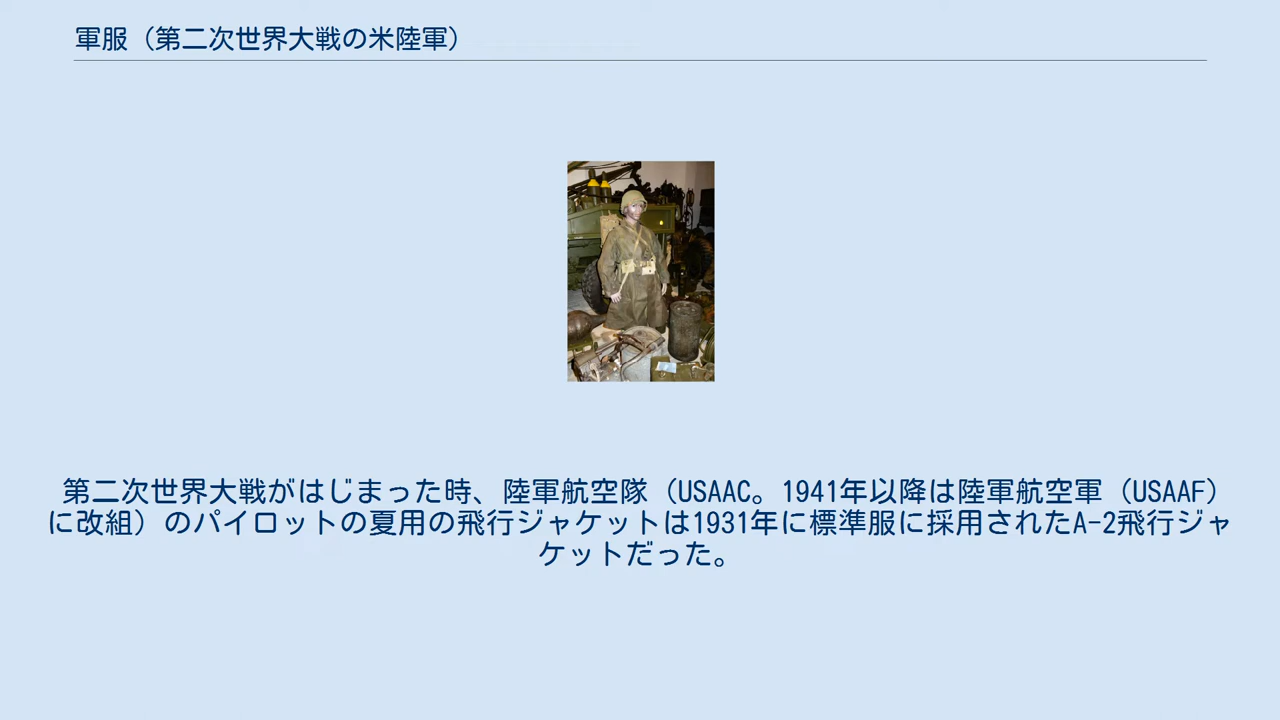 軍服（第二次世界大戦の米陸軍）
第二次世界大戦がはじまった時、陸軍航空隊（USAAC。1941年以降は陸軍航空軍（USAAF）
に改組）のパイロットの夏用の飛行ジャケットは1931年に標準服に採用されたA-2飛行ジャ
ケットだった。